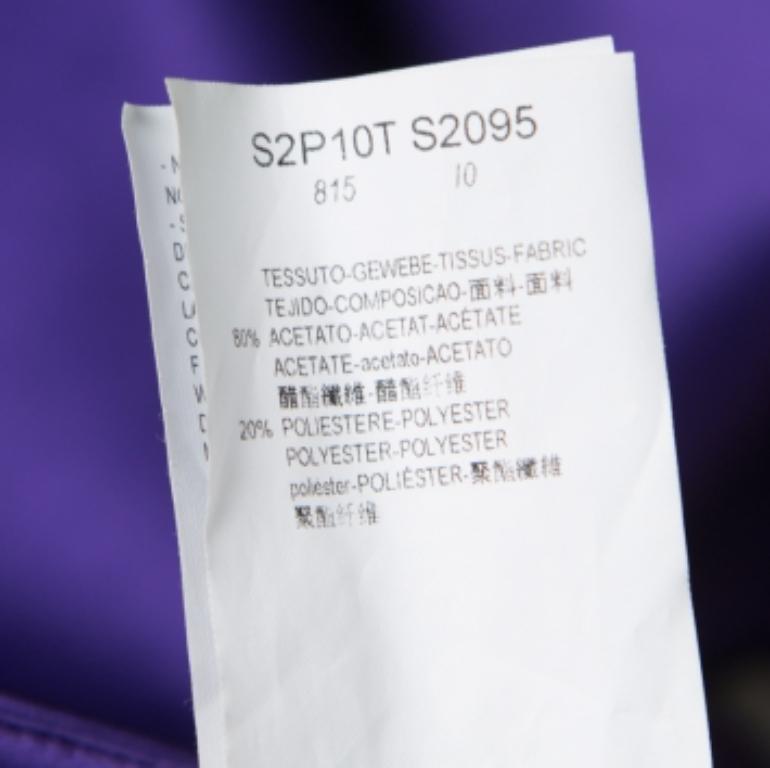 S2P10T S2095
815 10
TESSUTO-GEWEBE-TISSUS-FABRIC
TEJIDO-COMPOSICAO-面料-面料
80% ACETATO-ACETAT-ACÉTATE
ACETATE-acetato-ACETATO
醋酯纖維-醋酯纤维
20% POLIESTERE-POLYESTER
POLYESTER-POLYESTER
poliéster-POLIÉSTER-聚酯纖維
聚酯纤维